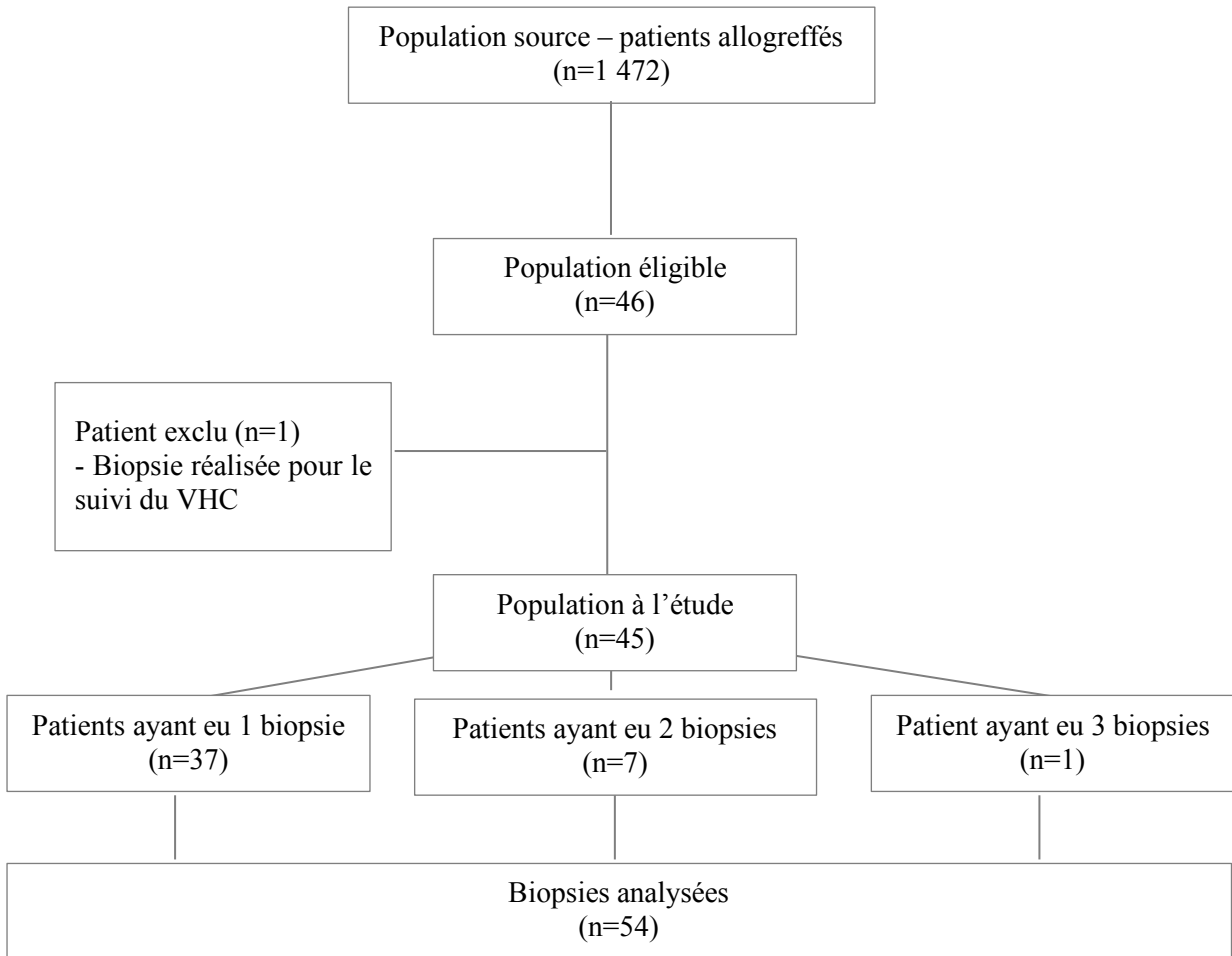 Population source – patients allogreffés
(n=1 472)
Population éligible
(n=46)
Patient exclu (n=1)
- Biopsie réalisée pour le
suivi du VHC
Population à l’étude
(n=45)
Patients ayant eu 1 biopsie
(n=37)
Patients ayant eu 2 biopsies
(n=7)
Patient ayant eu 3 biopsies
(n=1)
Biopsies analysées
(n=54)